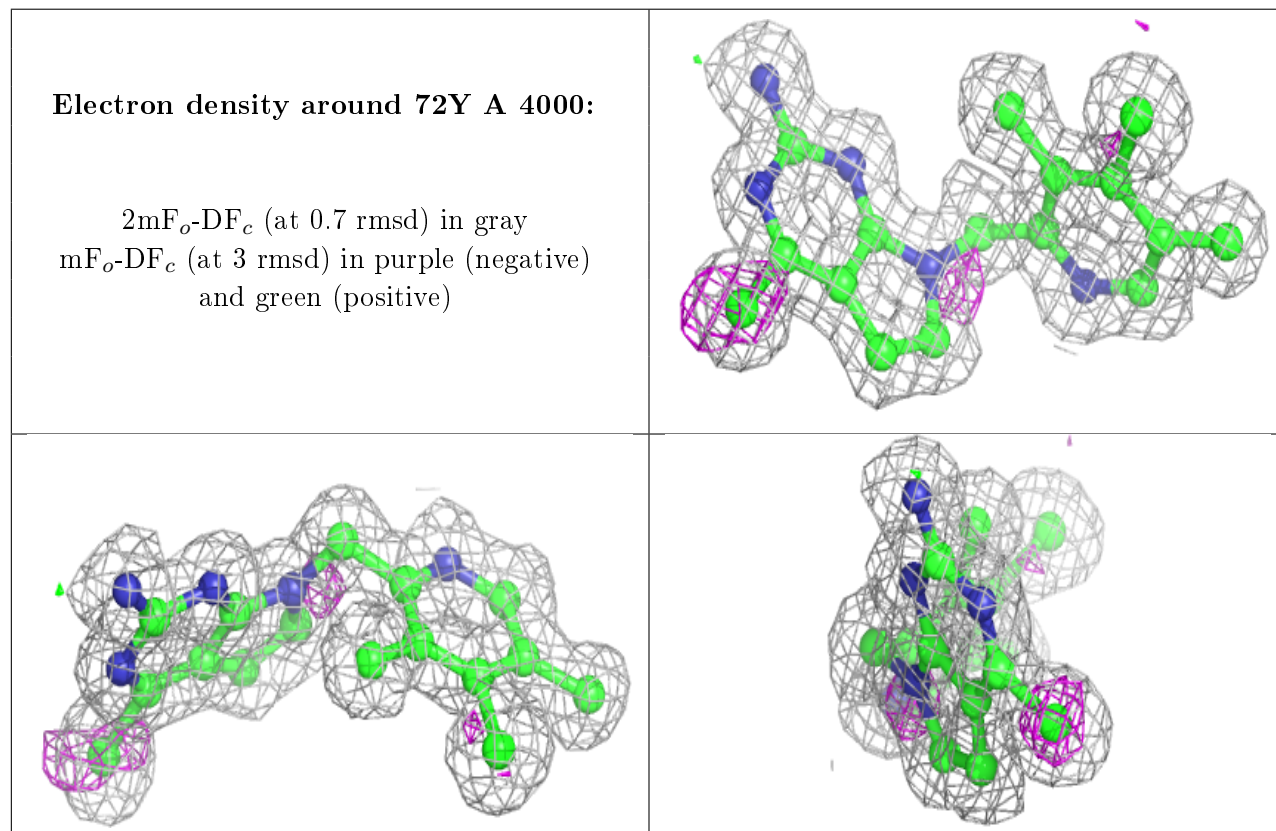 Electron density around 72Y A 4000:
2mFₒ-DF𝑐 (at 0.7 rmsd) in gray
mFₒ-DF𝑐 (at 3 rmsd) in purple (negative)
and green (positive)